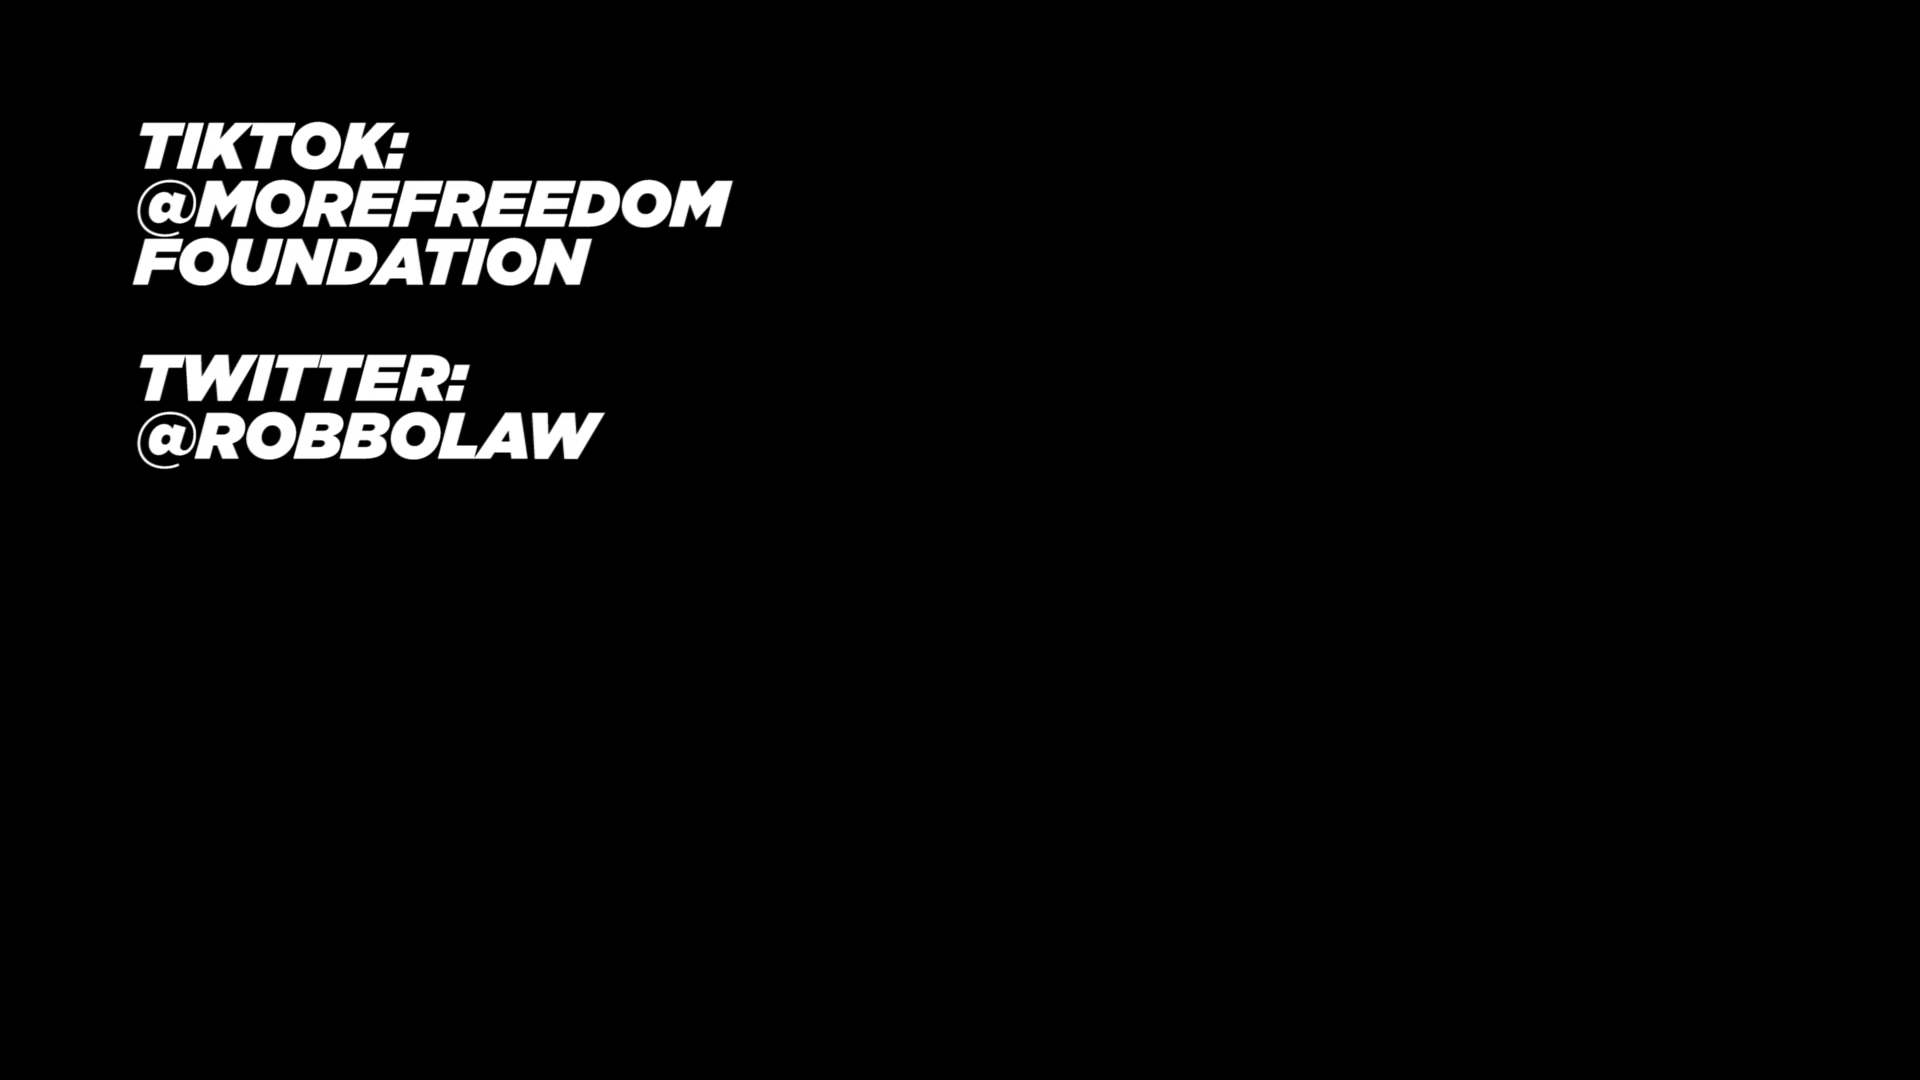 TIKTOK:
@MOREFREEDOM
FOUNDATION
TWITTER:
@ROBBOLAW